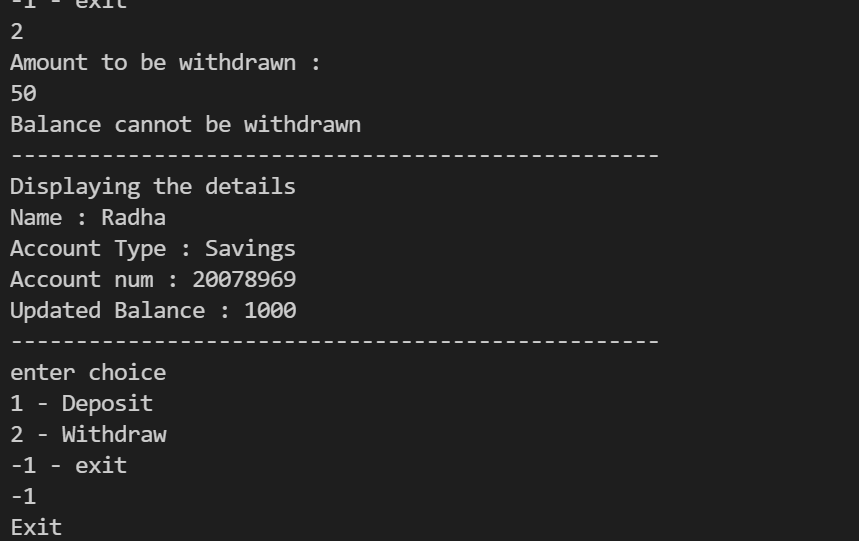 -1 - exit
2
Amount to be withdrawn :
50
Balance cannot be withdrawn
--------------------------------------------------
Displaying the details
Name : Radha
Account Type : Savings
Account num : 20078969
Updated Balance : 1000
--------------------------------------------------
enter choice
1 - Deposit
2 - Withdraw
-1 - exit
-1
Exit